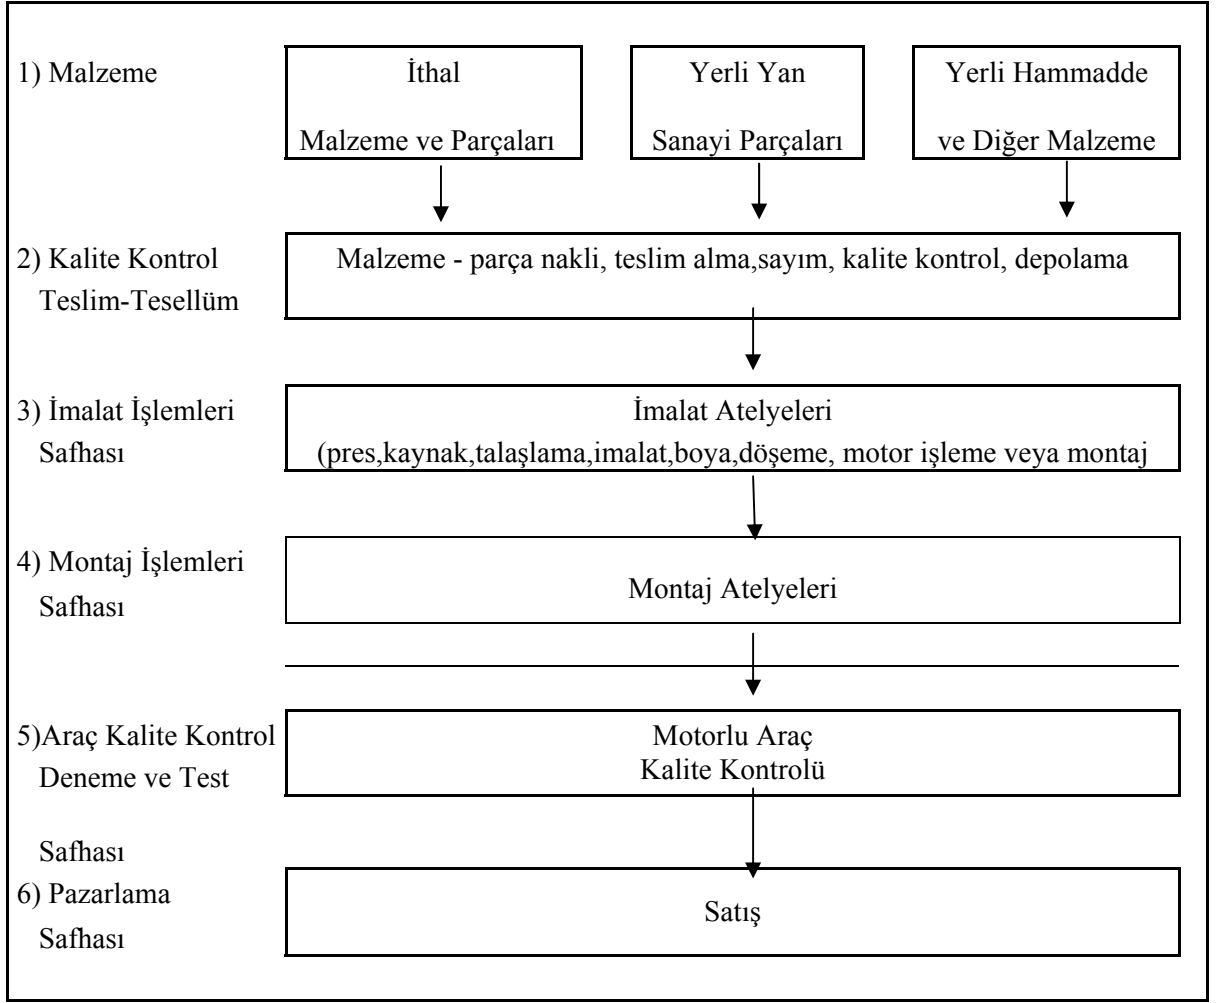 1) Malzeme
İthal
Malzeme ve Parçaları
Yerli Yan
Sanayi Parçaları
Yerli Hammadde
ve Diğer Malzeme
2) Kalite Kontrol
Teslim-Tesellüm
Malzeme - parça nakli, teslim alma,sayım, kalite kontrol, depolama
3) İmalat İşlemleri
Safhası
İmalat Atelyeleri
(pres,kaynak,talaşlama,imalat,boya,döşeme, motor işleme veya montaj
4) Montaj İşlemleri
Safhası
Montaj Atelyeleri
5)Araç Kalite Kontrol
Deneme ve Test
Safhası
Motorlu Araç
Kalite Kontrolü
6) Pazarlama
Safhası
Satış